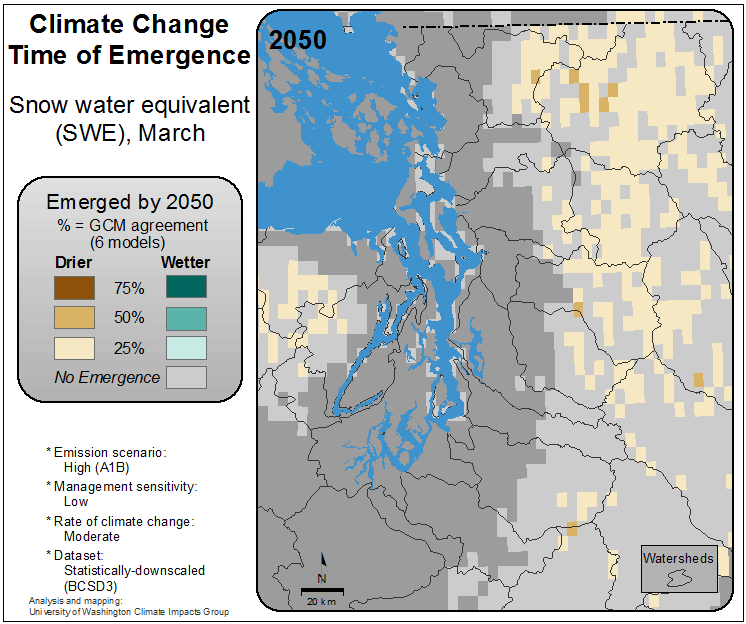 Climate Change
Time of Emergence
Snow water equivalent
(SWE), March
Emerged by 2050
% = GCM agreement
(6 models)
Drier Wetter
75%
50%
25%
No Emergence
* Emission scenario:
High (A1B)
* Management sensitivity:
Low
* Rate of climate change:
Moderate
* Dataset:
Statistically-downscaled
(BCSD3)
Analysis and mapping:
University of Washington Climate Impacts Group
2050
N
20 km
Watersheds